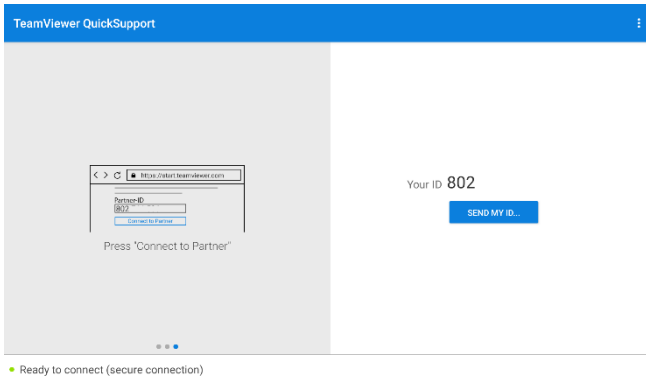 TeamViewer QuickSupport
https://start.teamviewer.com
Partner-ID
802
Connect to Partner
Press "Connect to Partner"
Your ID 802
SEND MY ID...
Ready to connect (secure connection)